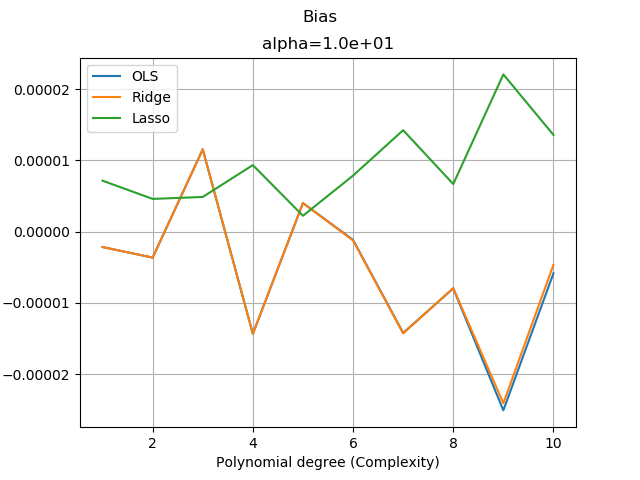 Bias
alpha=1.0e+01
OLS
Ridge
Lasso
0.00002
0.00001
0.00000
−0.00001
−0.00002
2 4 6 8 10
Polynomial degree (Complexity)